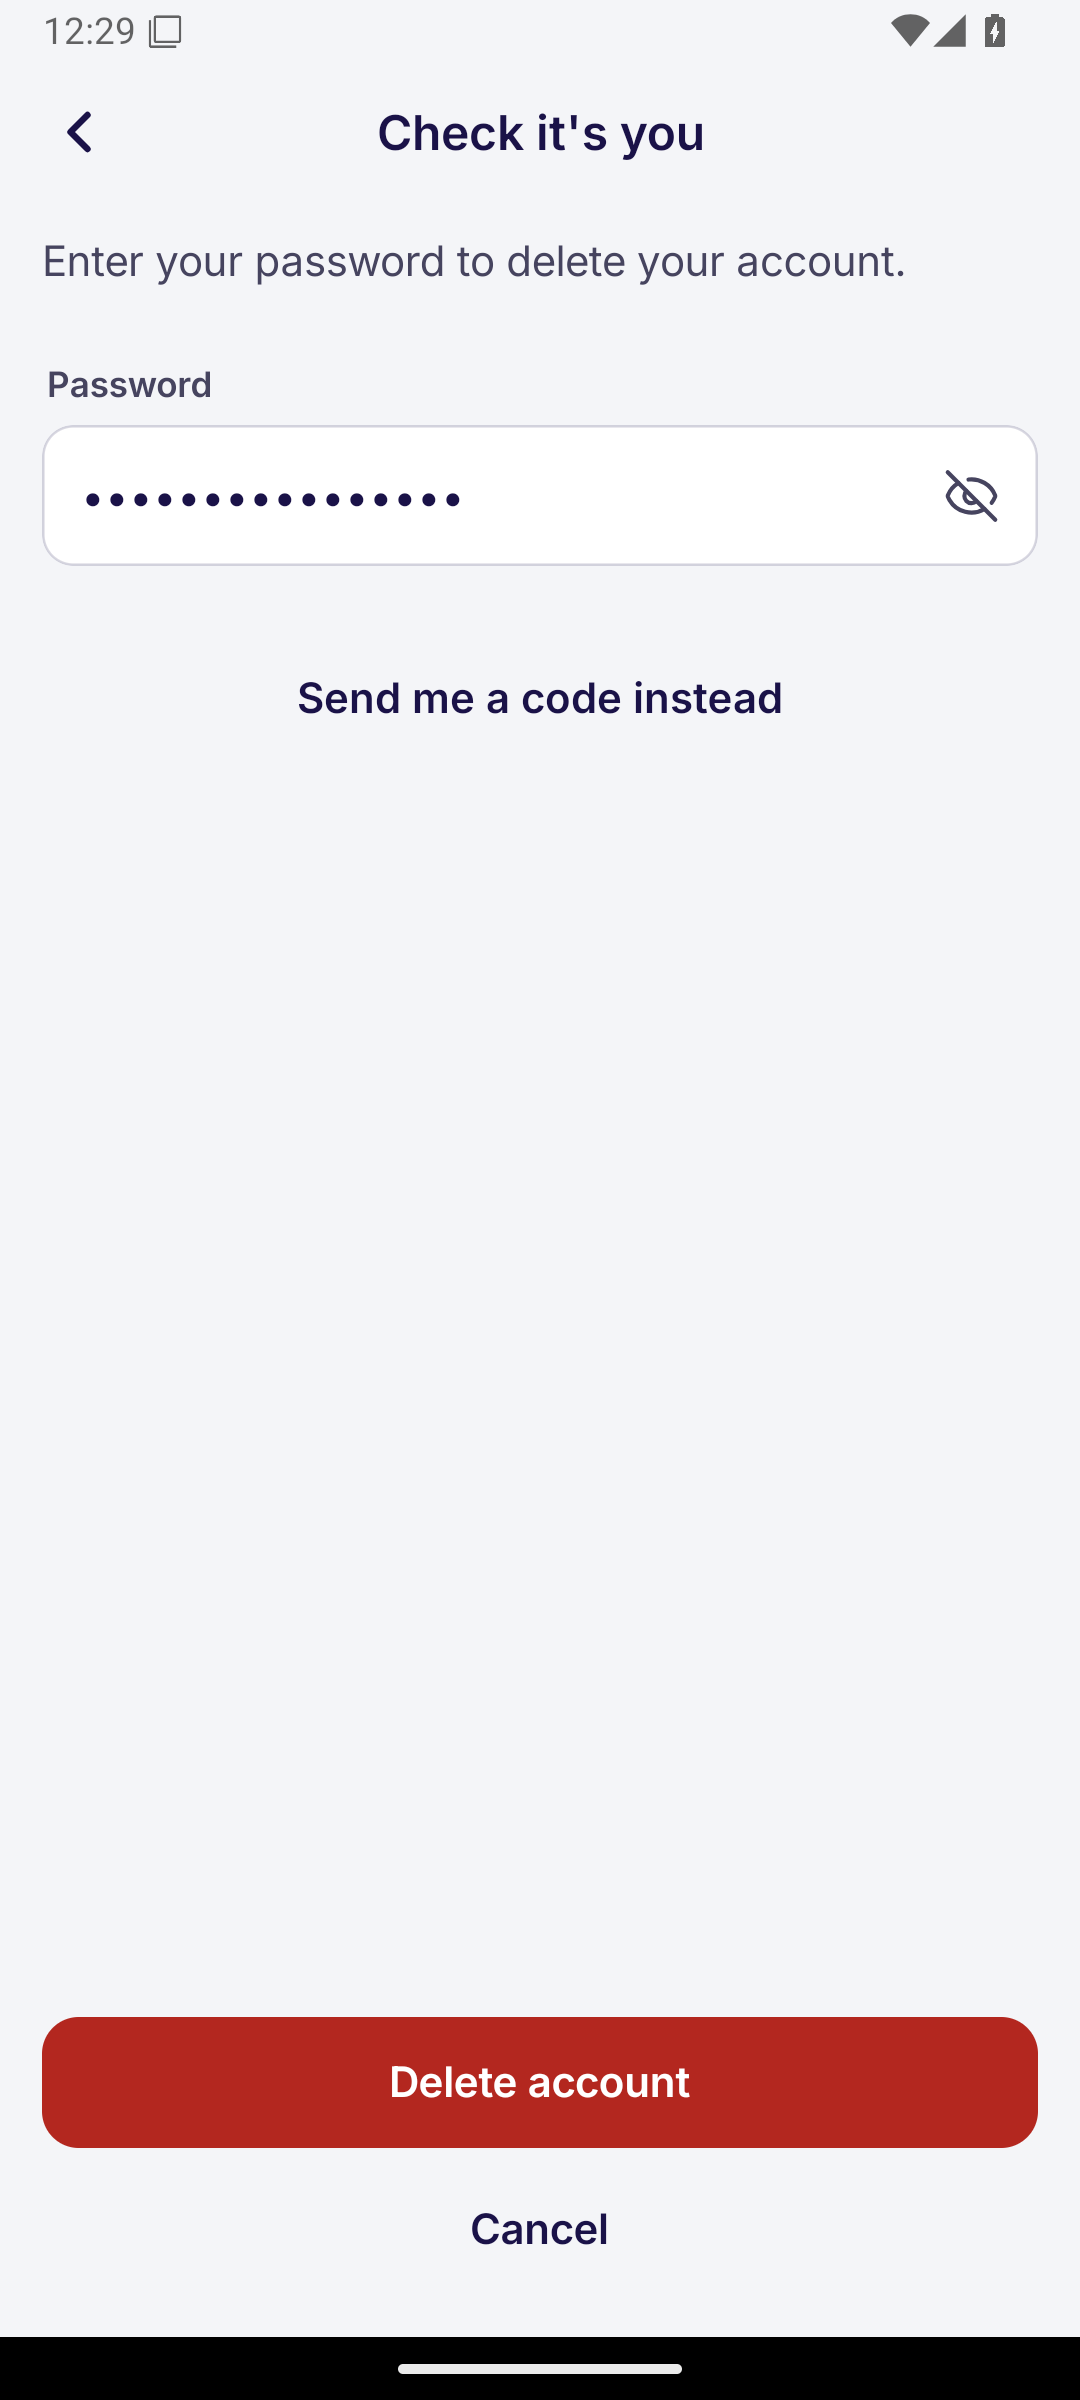 12:29
Check it's you
Enter your password to delete your account.
Password
••••••••••••••••
Send me a code instead
Delete account
Cancel